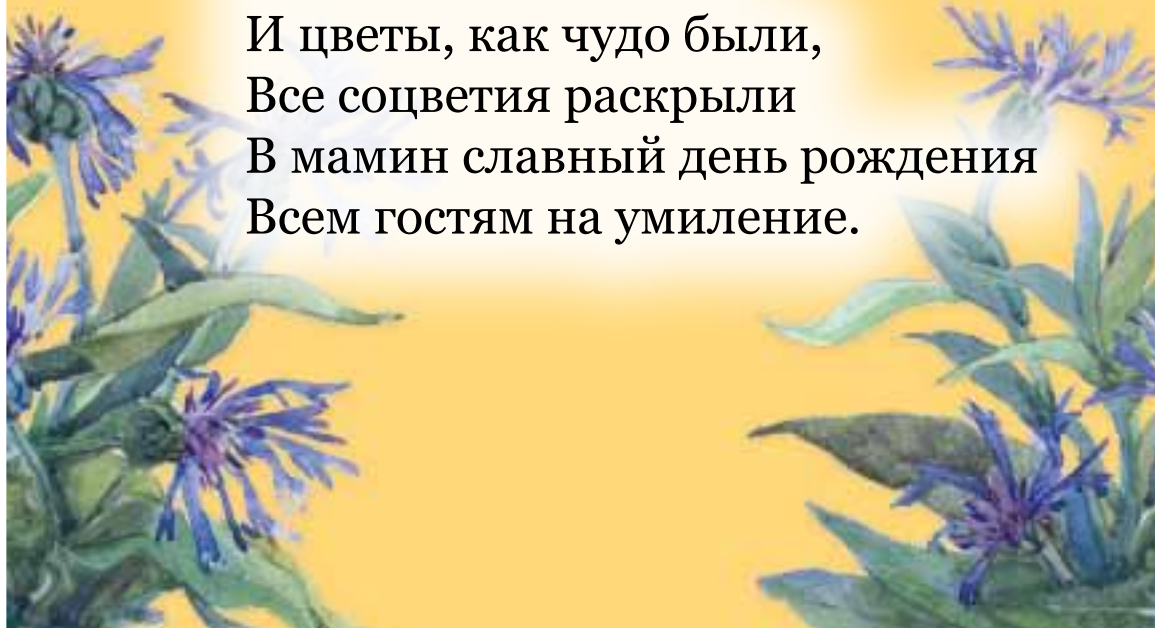 И цветы, как чудо были,
Все соцветия раскрыли
В мамин славный день рождения
Всем гостям на умиление.